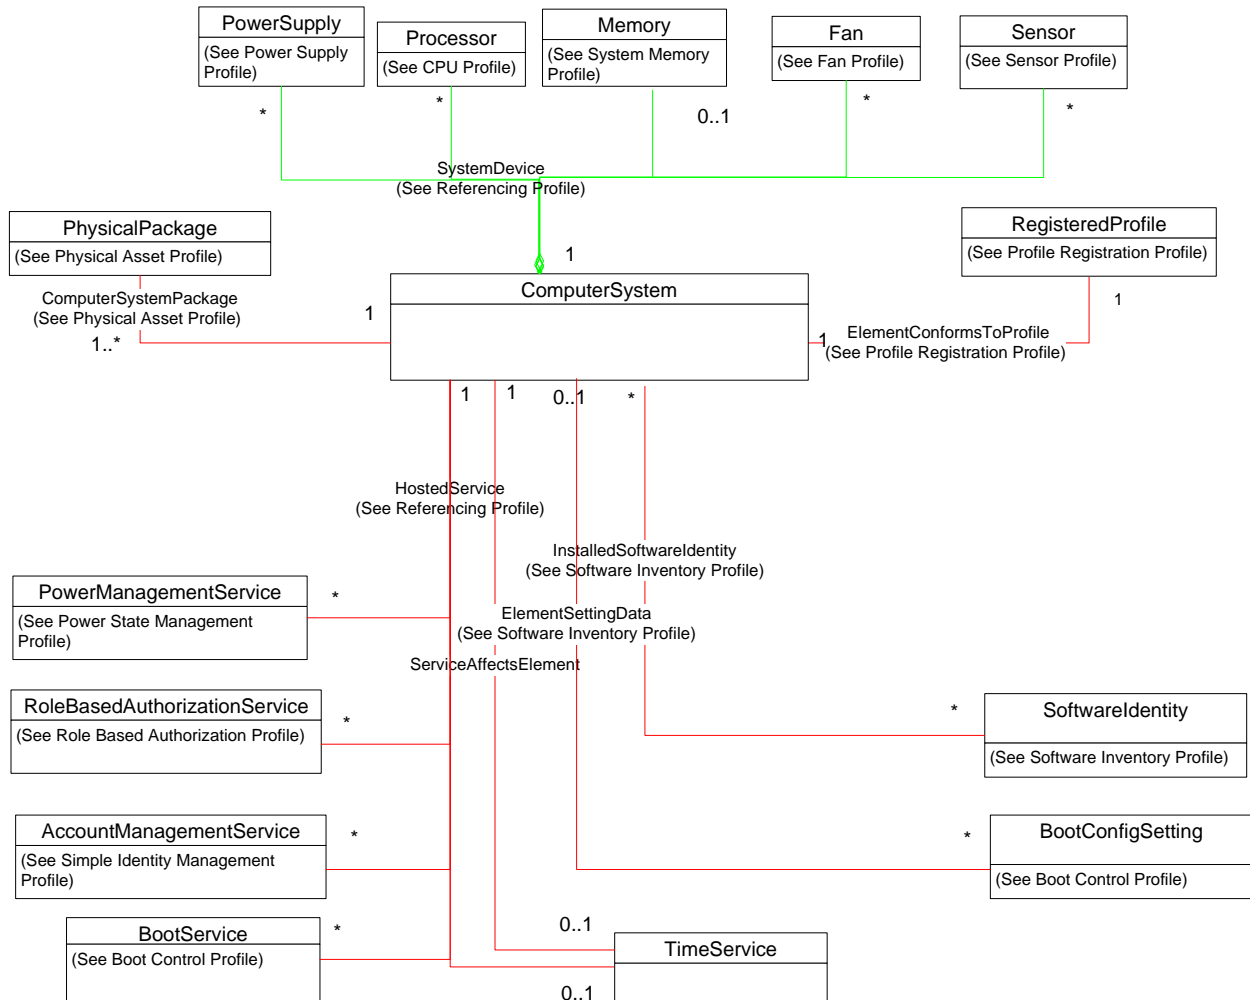 PowerSupply
(See Power Supply
Profile)
Processor
(See CPU Profile)
Memory
(See System Memory
Profile)
Fan
(See Fan Profile)
Sensor
(See Sensor Profile)
*
*
0..1
*
*
SystemDevice
(See Referencing Profile)
PhysicalPackage
(See Physical Asset Profile)
RegisteredProfile
(See Profile Registration Profile)
1
ComputerSystem
ComputerSystemPackage
(See Physical Asset Profile)
1
1..*
1
ElementConformsToProfile
(See Profile Registration Profile)
1
1
1
0..1
*
HostedService
(See Referencing Profile)
InstalledSoftwareIdentity
(See Software Inventory Profile)
ElementSettingData
(See Software Inventory Profile)
ServiceAffectsElement
PowerManagementService
(See Power State Management
Profile)
*
RoleBasedAuthorizationService
(See Role Based Authorization Profile)
*
*
SoftwareIdentity
(See Software Inventory Profile)
AccountManagementService
(See Simple Identity Management
Profile)
*
*
BootConfigSetting
(See Boot Control Profile)
BootService
(See Boot Control Profile)
*
0..1
TimeService
0..1